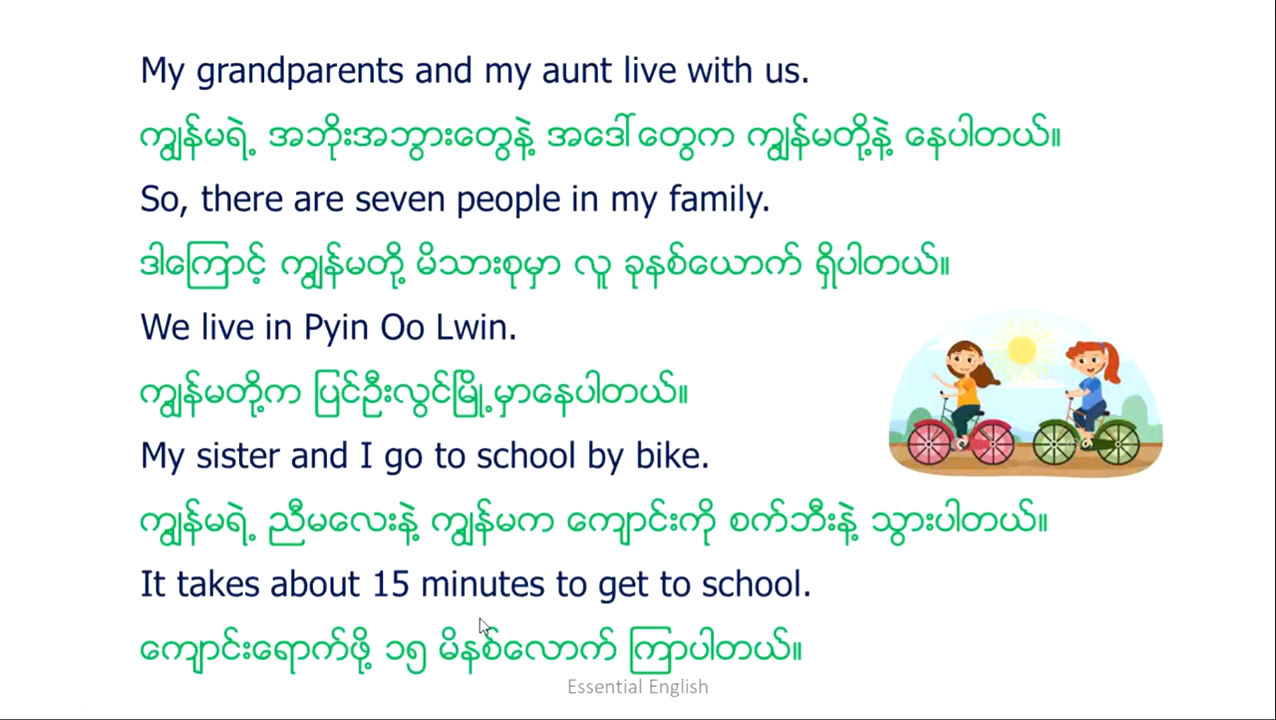 My grandparents and my aunt live with us.
ကျွန်မရဲ့ အဘိုးအဘွားတွေနဲ့ အဒေါ်တွေက ကျွန်မတို့နဲ့ နေပါတယ်။
So, there are seven people in my family.
ဒါကြောင့် ကျွန်မတို့ မိသားစုမှာ လူ ခုနစ်ယောက် ရှိပါတယ်။
We live in Pyin Oo Lwin.
ကျွန်မတို့က ပြင်ဦးလွင်မြို့မှာနေပါတယ်။
My sister and I go to school by bike.
ကျွန်မရဲ့ ညီမလေးနဲ့ ကျွန်မက ကျောင်းကို စက်ဘီးနဲ့ သွားပါတယ်။
It takes about 15 minutes to get to school.
ကျောင်းရောက်ဖို့ ၁၅ မိနစ်လောက် ကြာပါတယ်။
Essential English